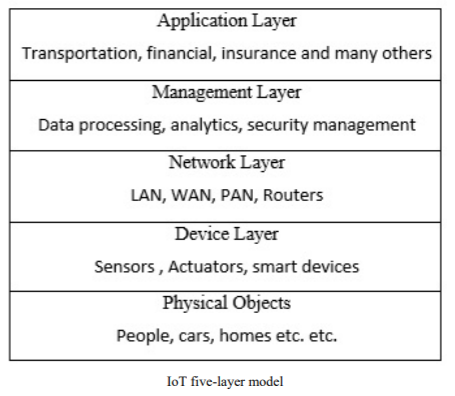 Application Layer
Transportation, financial, insurance and many others
Management Layer
Data processing, analytics, security management
Network Layer
LAN, WAN, PAN, Routers
Device Layer
Sensors , Actuators, smart devices
Physical Objects
People, cars, homes etc. etc.
IoT five-layer model